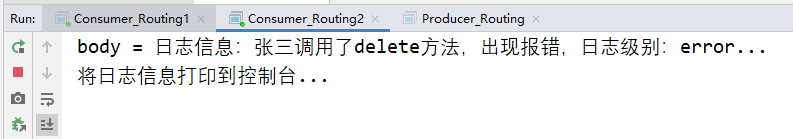 Run: Consumer_Routing1 × Consumer_Routing2 × Producer_Routing ×
body = 日志信息：张三调用了delete方法，出现报错，日志级别：error...
将日志信息打印到控制台...